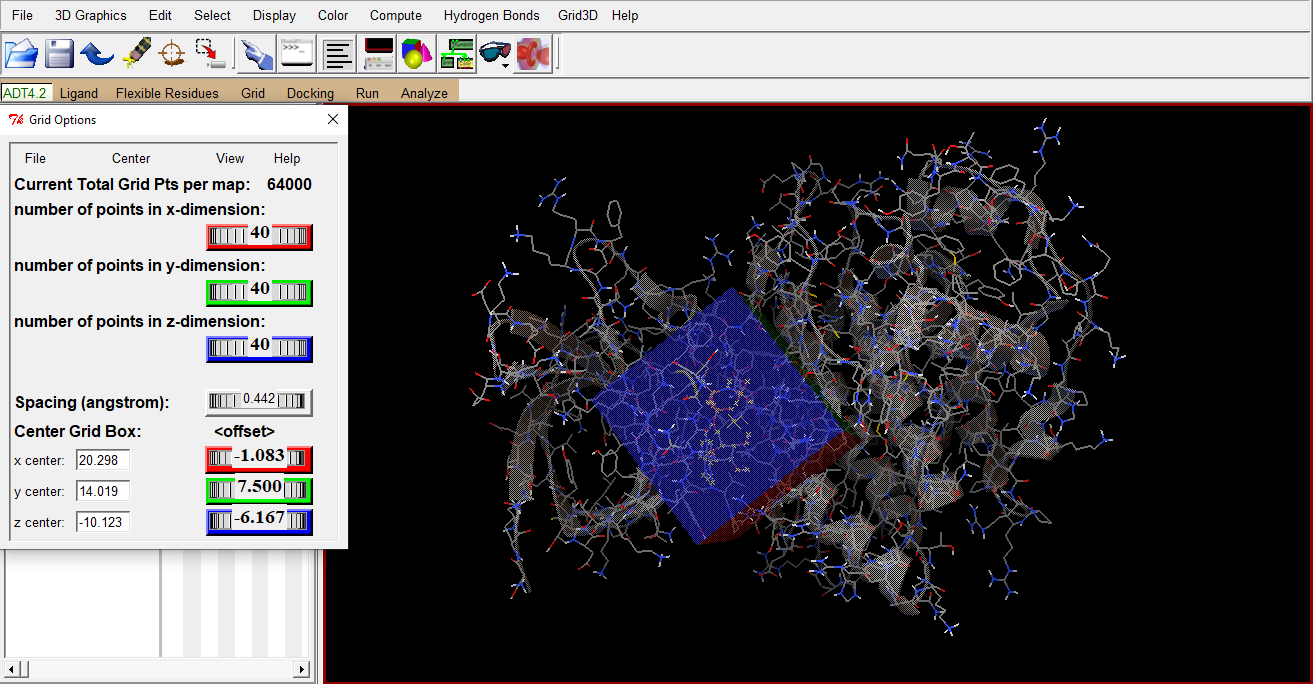 File 3D Graphics Edit Select Display Color Compute Hydrogen Bonds Grid3D Help
>>>_
ADT4.2 Ligand Flexible Residues Grid Docking Run Analyze
Grid Options
File Center View Help
Current Total Grid Pts per map: 64000
number of points in x-dimension:
40
number of points in y-dimension:
40
number of points in z-dimension:
40
Spacing (angstrom): 0.442
Center Grid Box: <offset>
x center: 20.298 -1.083
y center: 14.019 7.500
z center: -10.123 -6.167